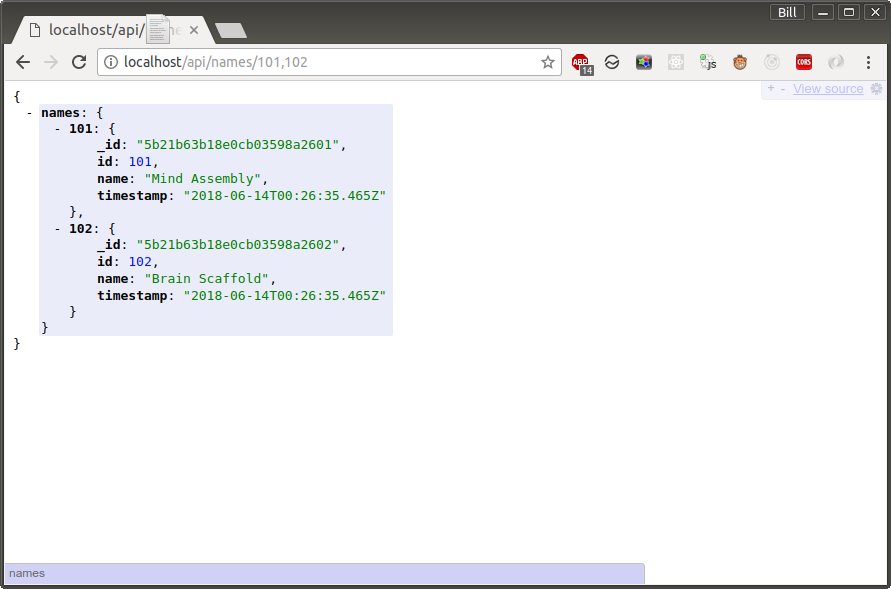 Bill
localhost/api/
localhost/api/names/101,102
ABP
14
js
CORS
+ - View source
{
- names: {
- 101: {
_id: "5b21b63b18e0cb03598a2601",
id: 101,
name: "Mind Assembly",
timestamp: "2018-06-14T00:26:35.465Z"
},
- 102: {
_id: "5b21b63b18e0cb03598a2602",
id: 102,
name: "Brain Scaffold",
timestamp: "2018-06-14T00:26:35.465Z"
}
}
}
names